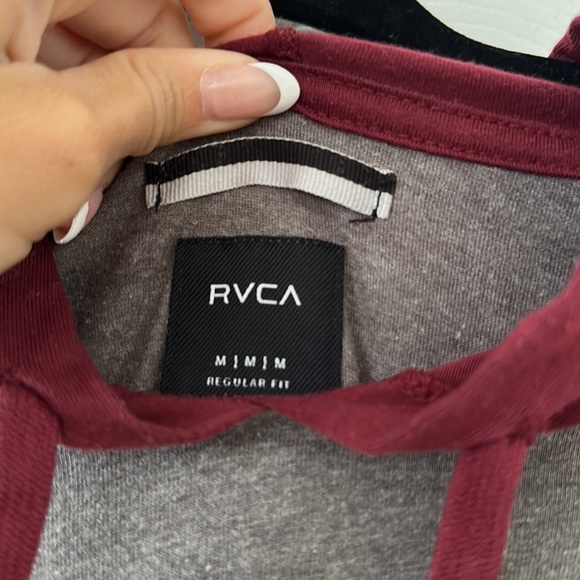 RVCA
M | M | M
REGULAR FIT